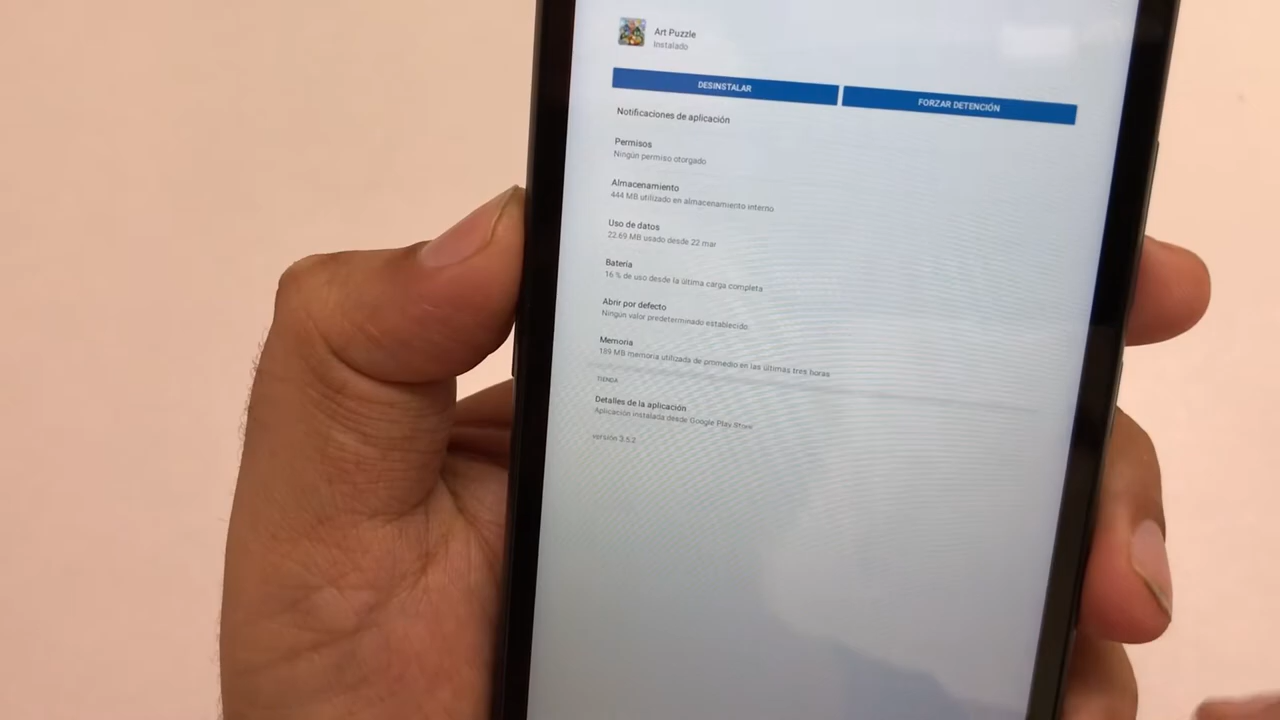 Art Puzzle
Instalado
DESINSTALAR
FORZAR DETENCIÓN
Notificaciones de aplicación
Permisos
Ningún permiso otorgado
Almacenamiento
444 MB utilizado en almacenamiento interno
Uso de datos
22.69 MB usado desde 22 mar
Batería
16 % de uso desde la última carga completa
Abrir por defecto
Ningún valor predeterminado establecido.
Memoria
189 MB memoria utilizada de promedio en las últimas tres horas
TIENDA
Detalles de la aplicación
Aplicación instalada desde Google Play Store
versión 3.5.2